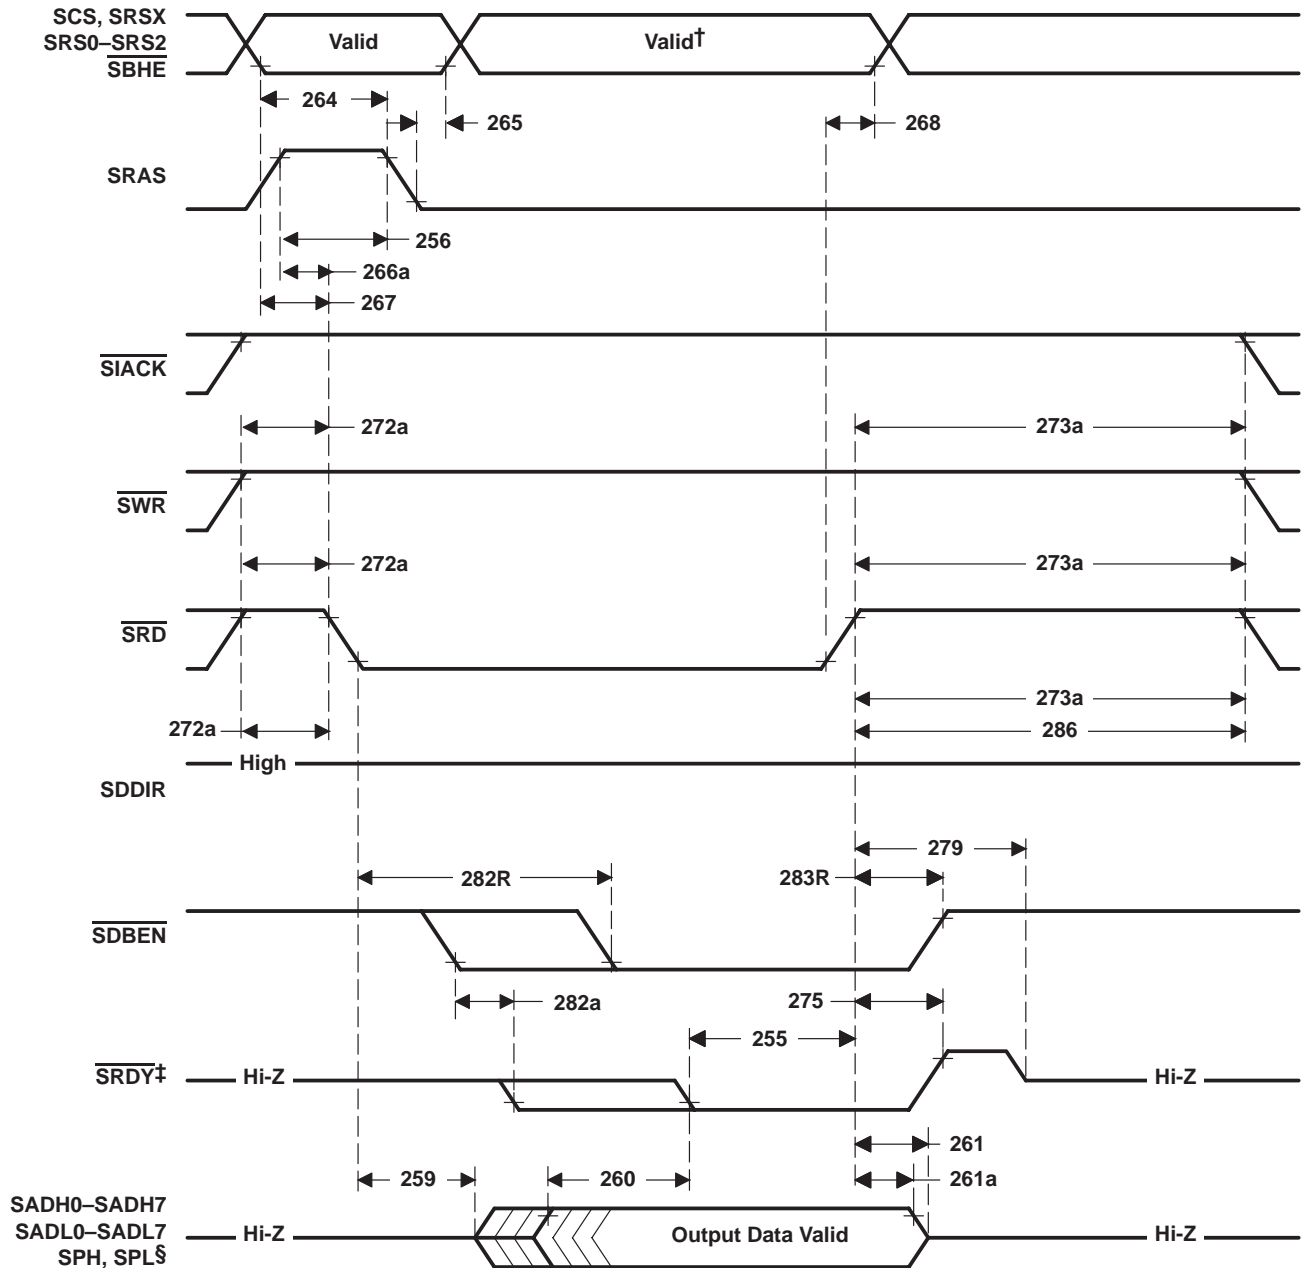 SCS, SRSX
SRS0–SRS2
SBHE
Valid
Valid†
264
265
268
SRAS
256
266a
267
SIACK
272a
273a
SWR
272a
273a
SRD
273a
272a
286
High
SDDIR
279
282R
283R
SDBEN
282a
275
255
SRDY‡
Hi-Z
Hi-Z
261
259
260
261a
SADH0–SADH7
SADL0–SADL7
SPH, SPL§
Hi-Z
Output Data Valid
Hi-Z